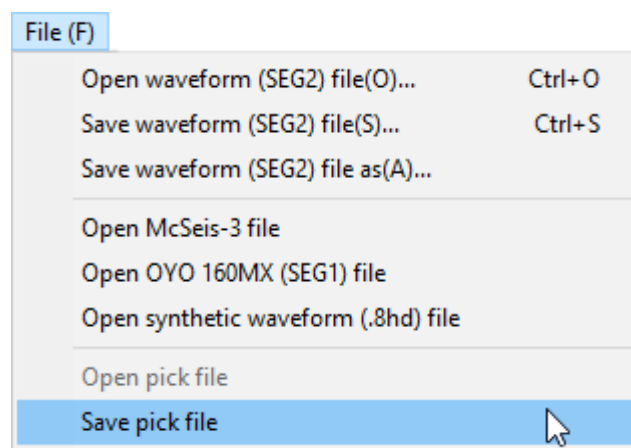 File (F)
Open waveform (SEG2) file(O)... Ctrl+O
Save waveform (SEG2) file(S)... Ctrl+S
Save waveform (SEG2) file as(A)...
Open McSeis-3 file
Open OYO 160MX (SEG1) file
Open synthetic waveform (.8hd) file
Open pick file
Save pick file